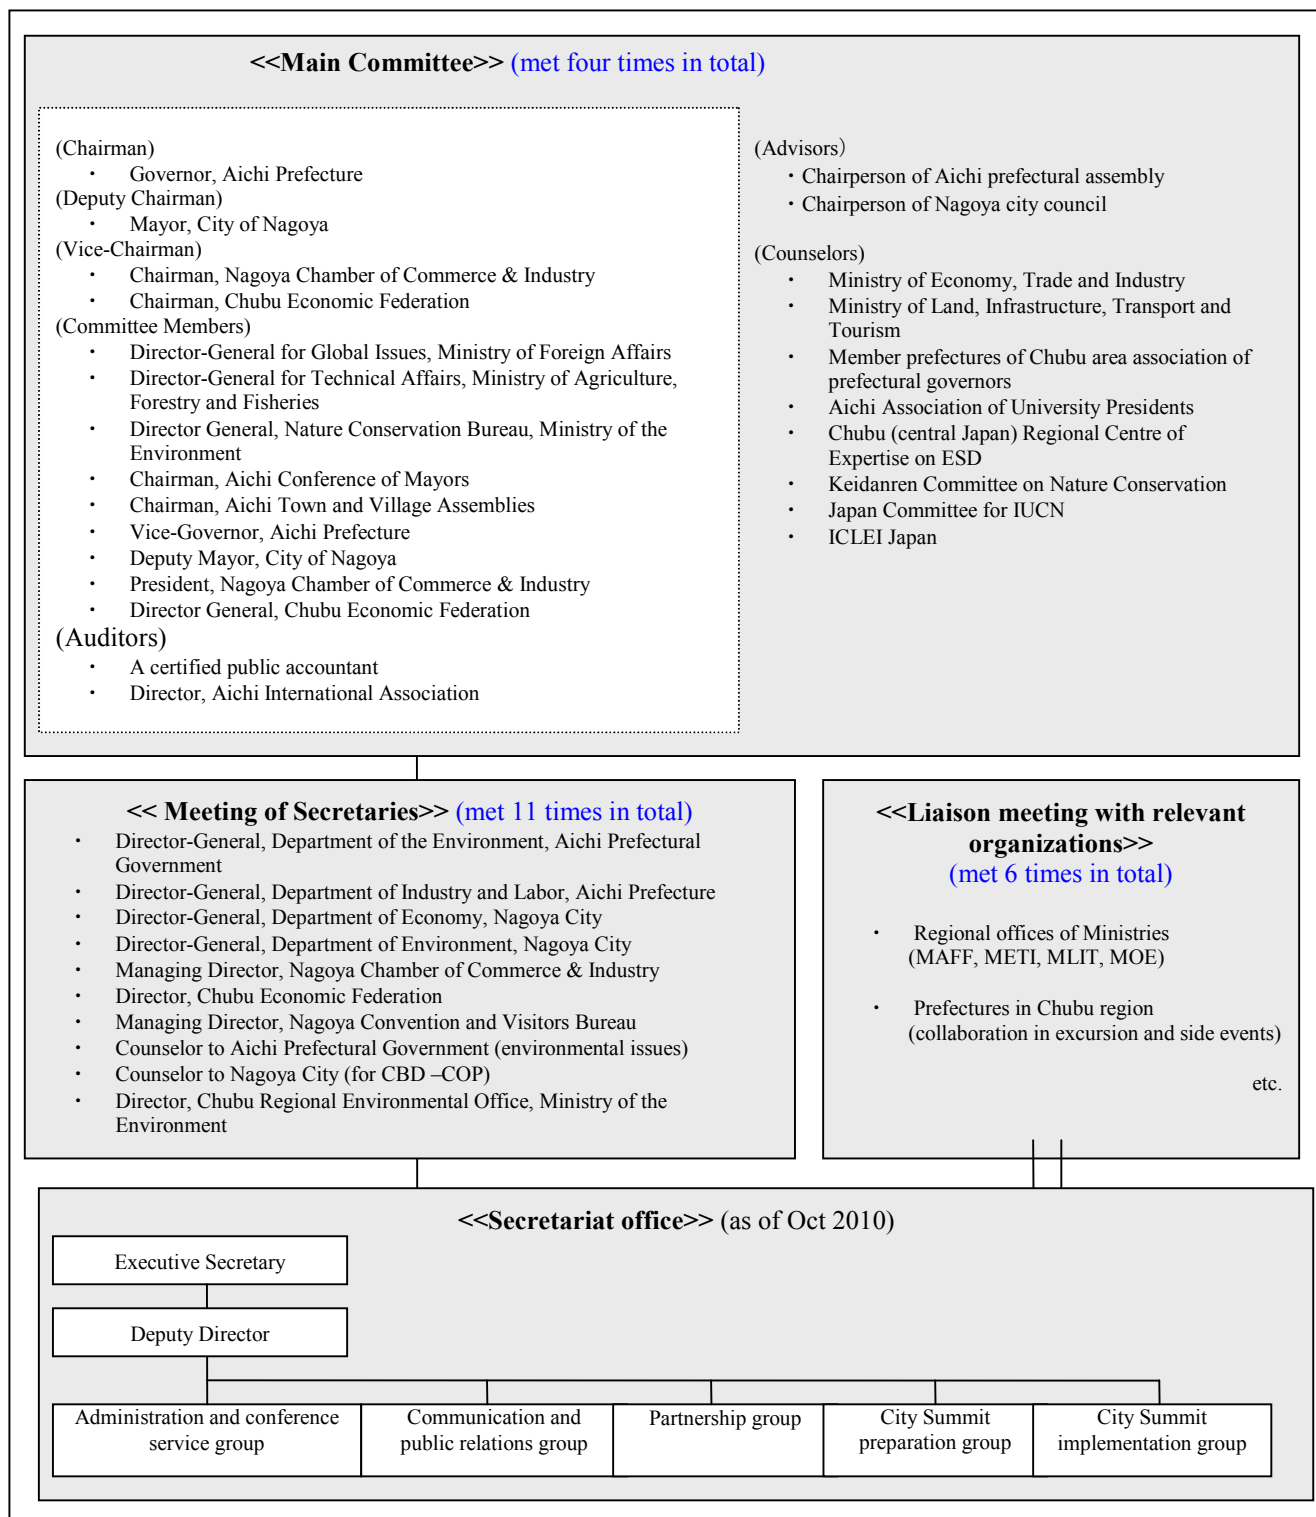 <<Main Committee>> (met four times in total)
(Chairman)
・ Governor, Aichi Prefecture
(Deputy Chairman)
・ Mayor, City of Nagoya
(Vice-Chairman)
・ Chairman, Nagoya Chamber of Commerce & Industry
・ Chairman, Chubu Economic Federation
(Committee Members)
・ Director-General for Global Issues, Ministry of Foreign Affairs
・ Director-General for Technical Affairs, Ministry of Agriculture,
Forestry and Fisheries
・ Director General, Nature Conservation Bureau, Ministry of the
Environment
・ Chairman, Aichi Conference of Mayors
・ Chairman, Aichi Town and Village Assemblies
・ Vice-Governor, Aichi Prefecture
・ Deputy Mayor, City of Nagoya
・ President, Nagoya Chamber of Commerce & Industry
・ Director General, Chubu Economic Federation
(Auditors)
・ A certified public accountant
・ Director, Aichi International Association
(Advisors）
・Chairperson of Aichi prefectural assembly
・Chairperson of Nagoya city council
(Counselors)
・ Ministry of Economy, Trade and Industry
・ Ministry of Land, Infrastructure, Transport and
Tourism
・ Member prefectures of Chubu area association of
prefectural governors
・ Aichi Association of University Presidents
・ Chubu (central Japan) Regional Centre of
Expertise on ESD
・ Keidanren Committee on Nature Conservation
・ Japan Committee for IUCN
・ ICLEI Japan
<< Meeting of Secretaries>> (met 11 times in total)
・ Director-General, Department of the Environment, Aichi Prefectural
Government
・ Director-General, Department of Industry and Labor, Aichi Prefecture
・ Director-General, Department of Economy, Nagoya City
・ Director-General, Department of Environment, Nagoya City
・ Managing Director, Nagoya Chamber of Commerce & Industry
・ Director, Chubu Economic Federation
・ Managing Director, Nagoya Convention and Visitors Bureau
・ Counselor to Aichi Prefectural Government (environmental issues)
・ Counselor to Nagoya City (for CBD –COP)
・ Director, Chubu Regional Environmental Office, Ministry of the
Environment
<<Liaison meeting with relevant
organizations>>
(met 6 times in total)
・ Regional offices of Ministries
(MAFF, METI, MLIT, MOE)
・ Prefectures in Chubu region
(collaboration in excursion and side events)
etc.
<<Secretariat office>> (as of Oct 2010)
Executive Secretary
Deputy Director
Administration and conference
service group
Communication and
public relations group
Partnership group
City Summit
preparation group
City Summit
implementation group